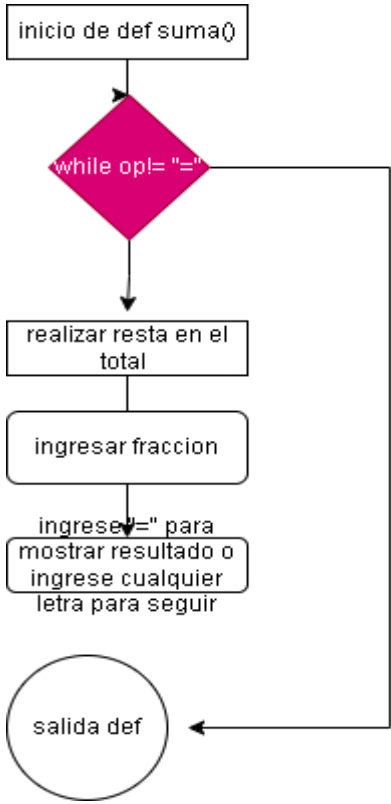 inicio de def suma()
while op!= "="
realizar resta en el
total
ingresar fraccion
ingrese "=" para
mostrar resultado o
ingrese cualquier
letra para seguir
salida def